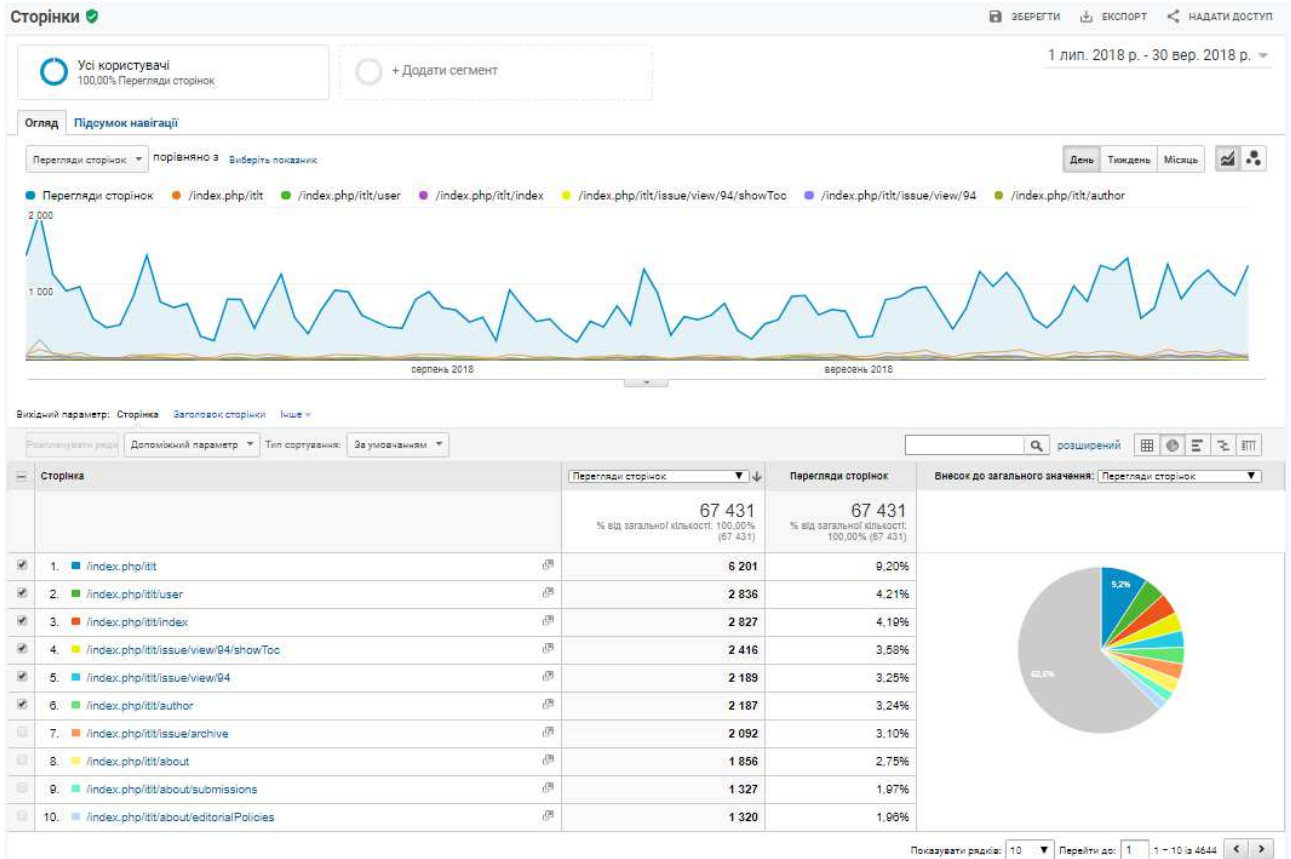 Сторінки
ЗБЕРЕГТИ ЕКСПОРТ НАДАТИ ДОСТУП
Усі користувачі
100,00% Перегляди сторінок
+ Додати сегмент
1 лип. 2018 р. - 30 вер. 2018 р.
Огляд Підсумок навігації
Перегляди сторінок порівняно з Виберіть показник
День Тиждень Місяць
Перегляди сторінок /index.php/itlt /index.php/itlt/user /index.php/itlt/index /index.php/itlt/issue/view/94/showToc /index.php/itlt/issue/view/94 /index.php/itlt/author
2 000
1 000
серпень 2018 вересень 2018
Вихідний параметр: Сторінка Заголовок сторінки Інше
Допоміжний параметр Тип сортування: За умовчанням
розширений
Сторінка Перегляди сторінок Перегляди сторінок Внесок до загального значення: Перегляди сторінок
67 431 67 431
% від загальної кількості: 100,00% (67 431) % від загальної кількості: 100,00% (67 431)
1. /index.php/itlt 6 201 9,20%
2. /index.php/itlt/user 2 836 4,21%
3. /index.php/itlt/index 2 827 4,19%
4. /index.php/itlt/issue/view/94/showToc 2 416 3,58%
5. /index.php/itlt/issue/view/94 2 189 3,25%
6. /index.php/itlt/author 2 187 3,24%
7. /index.php/itlt/issue/archive 2 092 3,10%
8. /index.php/itlt/about 1 856 2,75%
9. /index.php/itlt/about/submissions 1 327 1,97%
10. /index.php/itlt/about/editorialPolicies 1 320 1,96%
9,2%
62,6%
Показувати рядків: 10 Перейти до: 1 1 – 10 із 4644